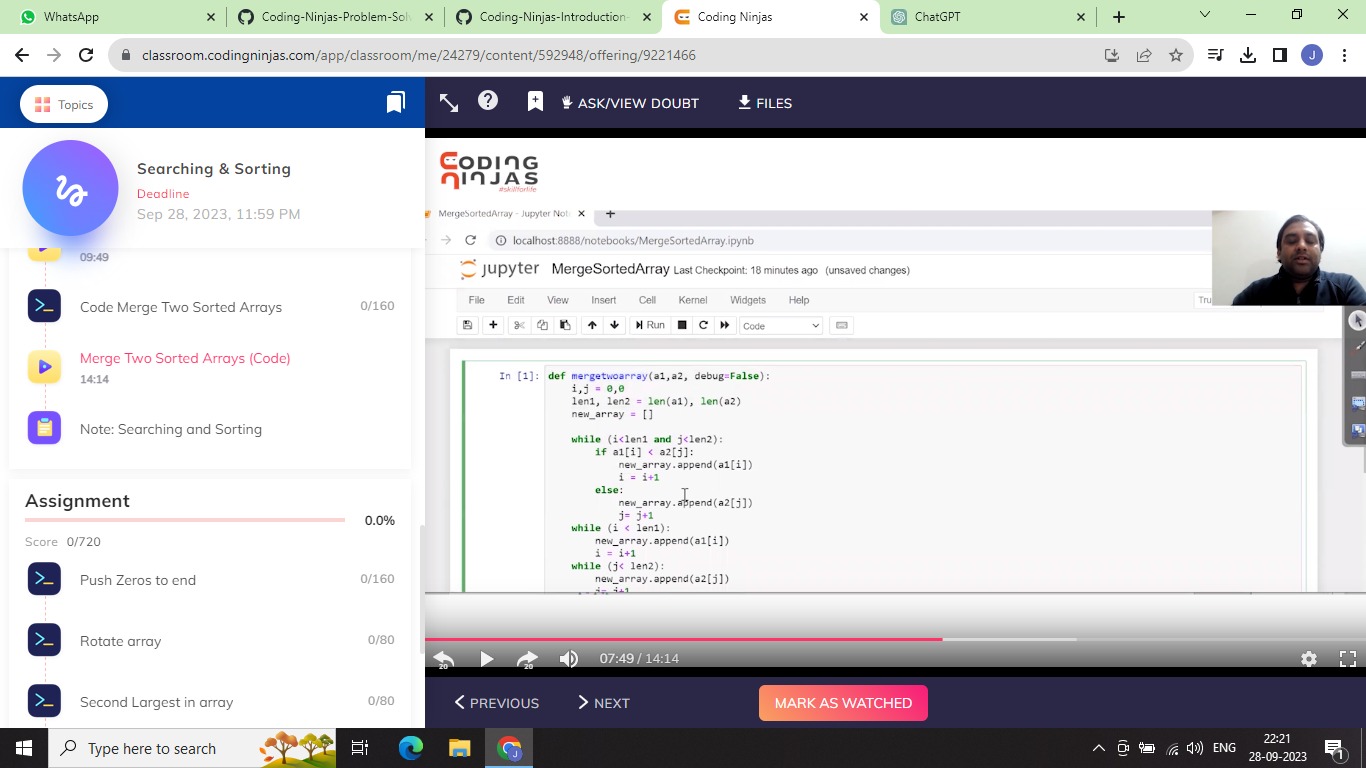 WhatsApp
Coding-Ninjas-Problem-Solv
Coding-Ninjas-Introduction-
Coding Ninjas
ChatGPT
classroom.codingninjas.com/app/classroom/me/24279/content/592948/offering/9221466
J
Topics
ASK/VIEW DOUBT
FILES
Searching & Sorting
Deadline
Sep 28, 2023, 11:59 PM
09:49
Code Merge Two Sorted Arrays
0/160
Merge Two Sorted Arrays (Code)
14:14
Note: Searching and Sorting
Assignment
0.0%
Score 0/720
Push Zeros to end
0/160
Rotate array
0/80
Second Largest in array
0/80
CODING
NINJAS
#skillforlife
MergeSortedArray - Jupyter Not
localhost:8888/notebooks/MergeSortedArray.ipynb
jupyter MergeSortedArray Last Checkpoint: 18 minutes ago (unsaved changes)
File Edit View Insert Cell Kernel Widgets Help
Tru
Run
Code
In [1]: def mergetwoarray(a1,a2, debug=False):
i,j = 0,0
len1, len2 = len(a1), len(a2)
new_array = []
while (i<len1 and j<len2):
if a1[i] < a2[j]:
new_array.append(a1[i])
i = i+1
else:
new_array.append(a2[j])
j= j+1
while (i < len1):
new_array.append(a1[i])
i = i+1
while (j< len2):
new_array.append(a2[j])
j= j+1
20
20
07:49 / 14:14
PREVIOUS
NEXT
MARK AS WATCHED
Type here to search
J
ENG
22:21
28-09-2023
1